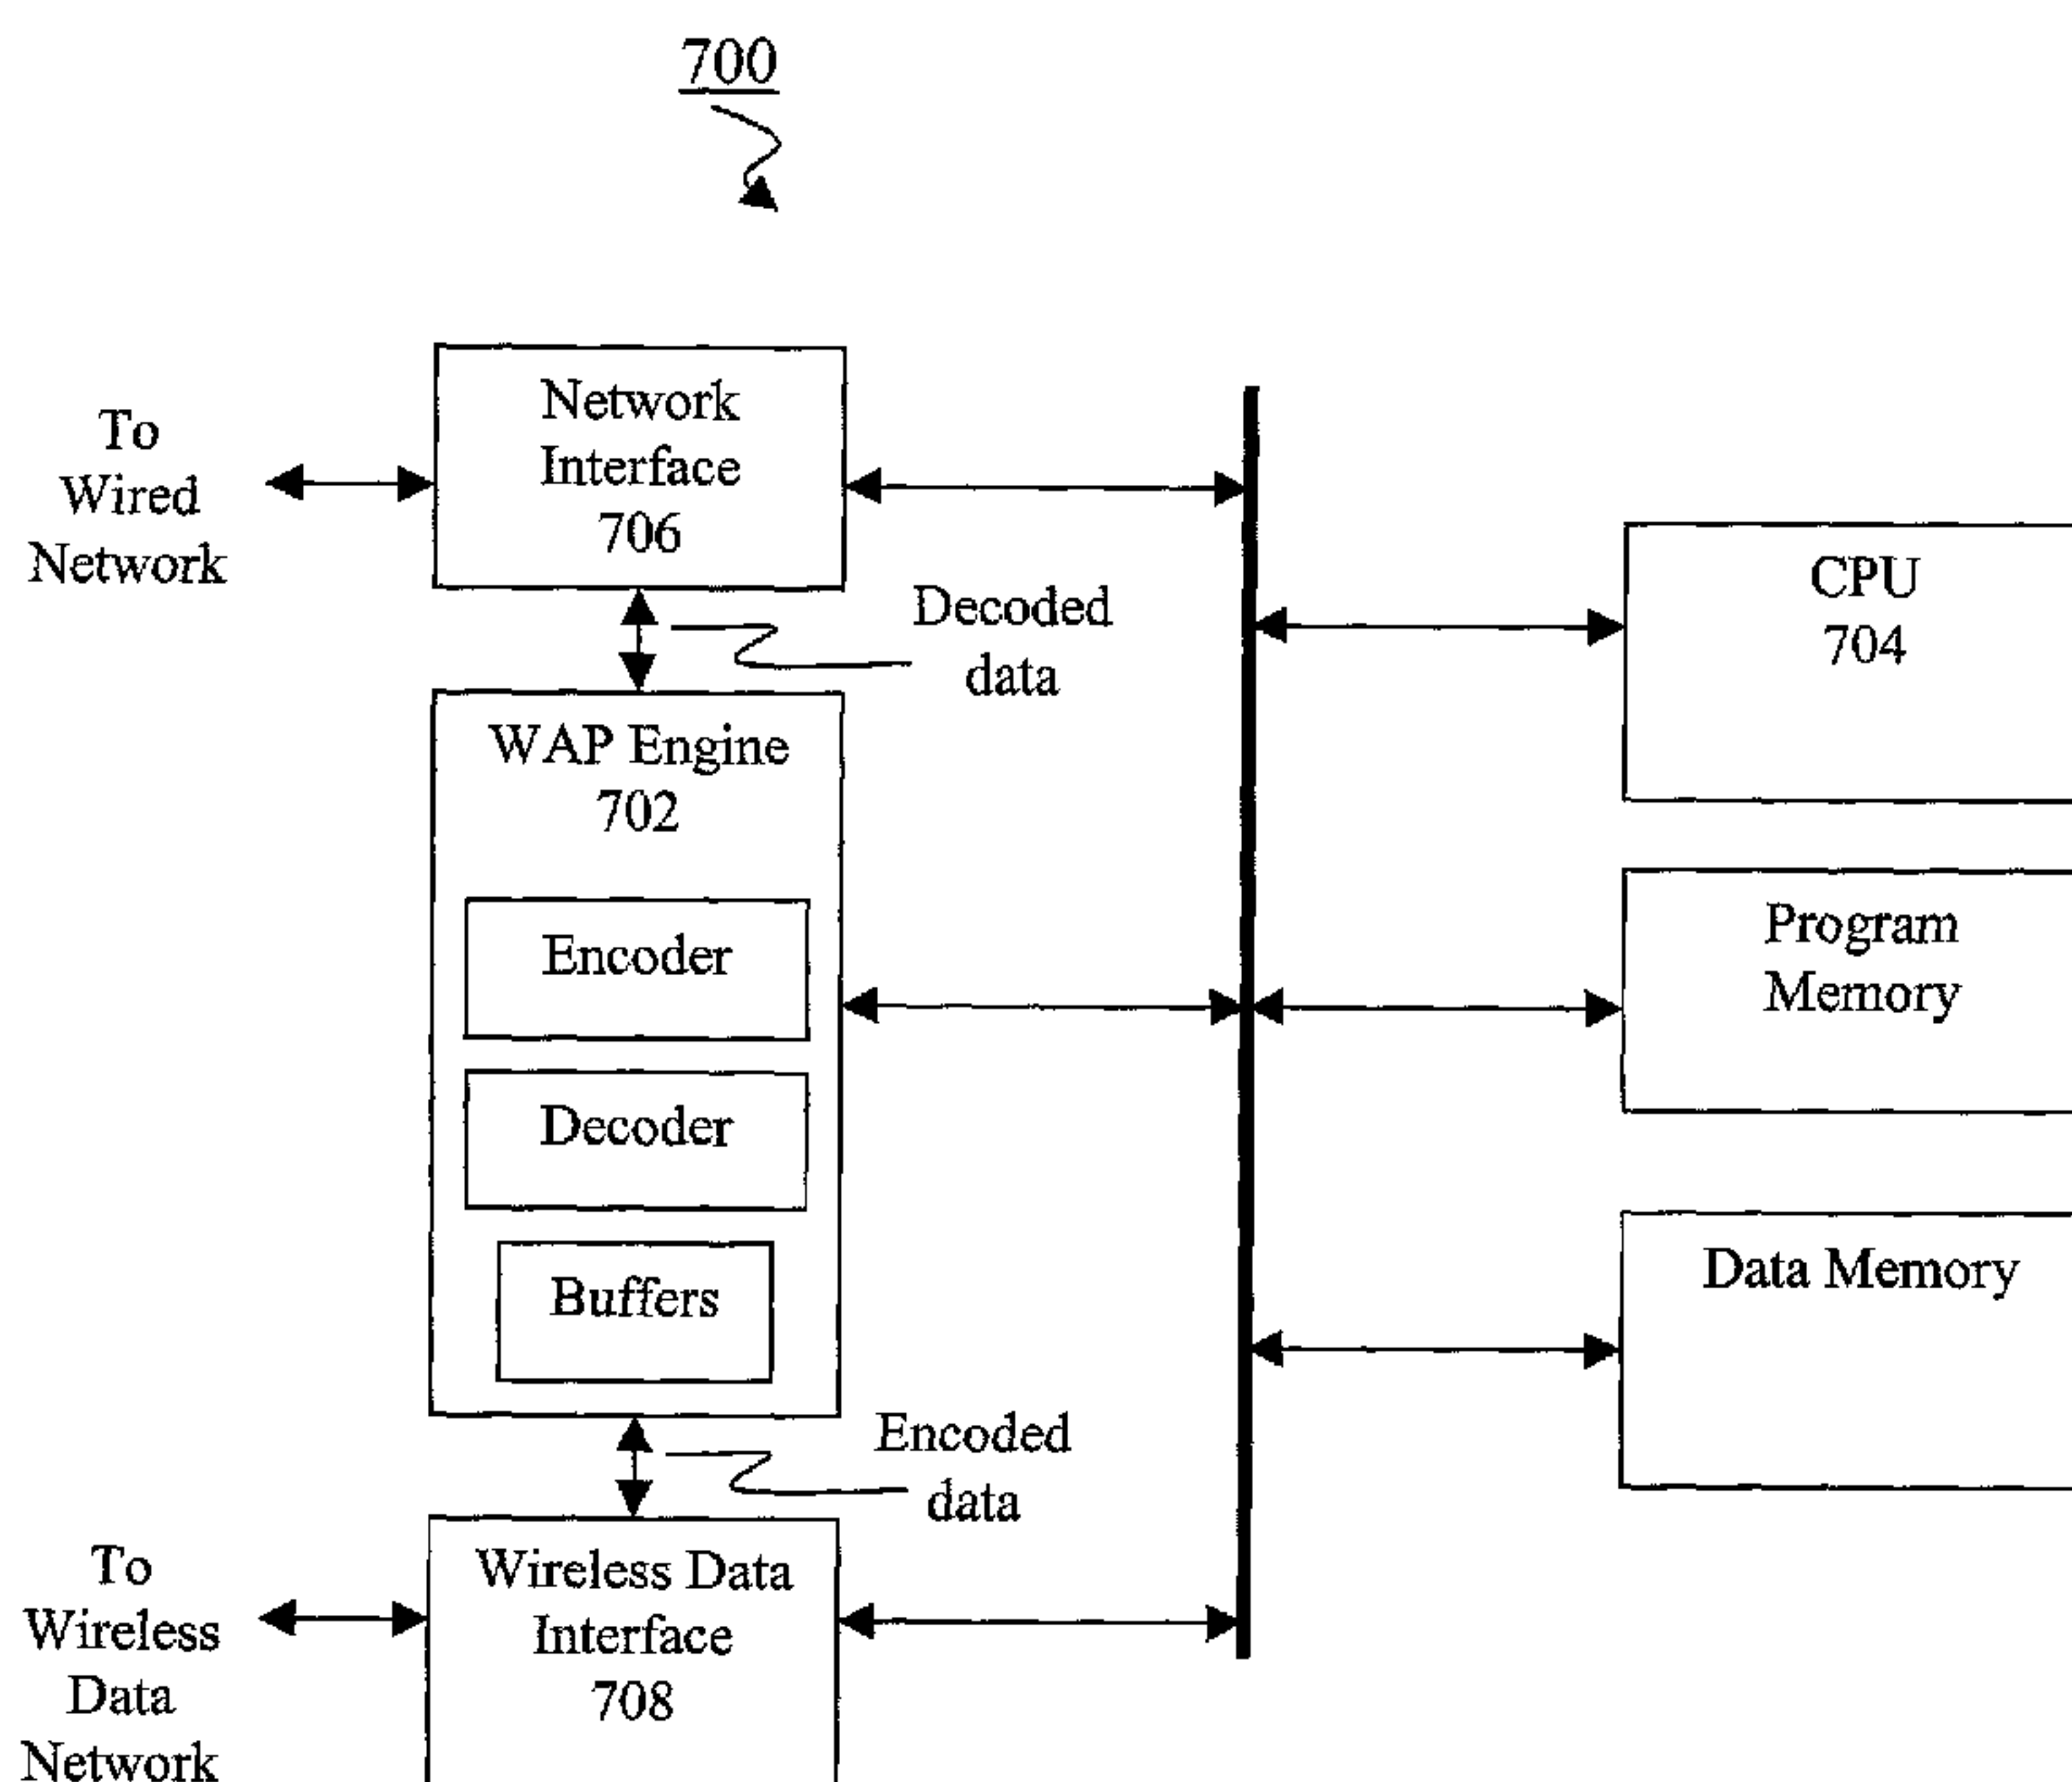 700
To
Wired
Network
Network
Interface
706
Decoded
data
CPU
704
WAP Engine
702
Encoder
Decoder
Buffers
Program
Memory
Data Memory
Encoded
data
To
Wireless
Data
Network
Wireless Data
Interface
708